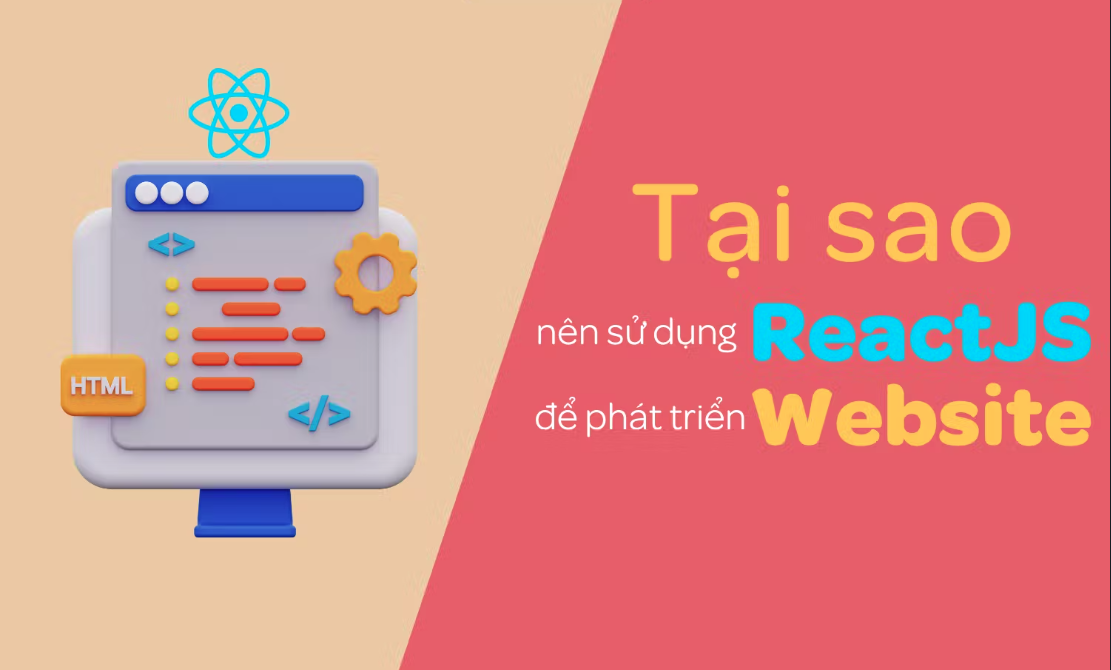 <>
HTML
</>
Tại sao
nên sử dụng ReactJS
để phát triển Website